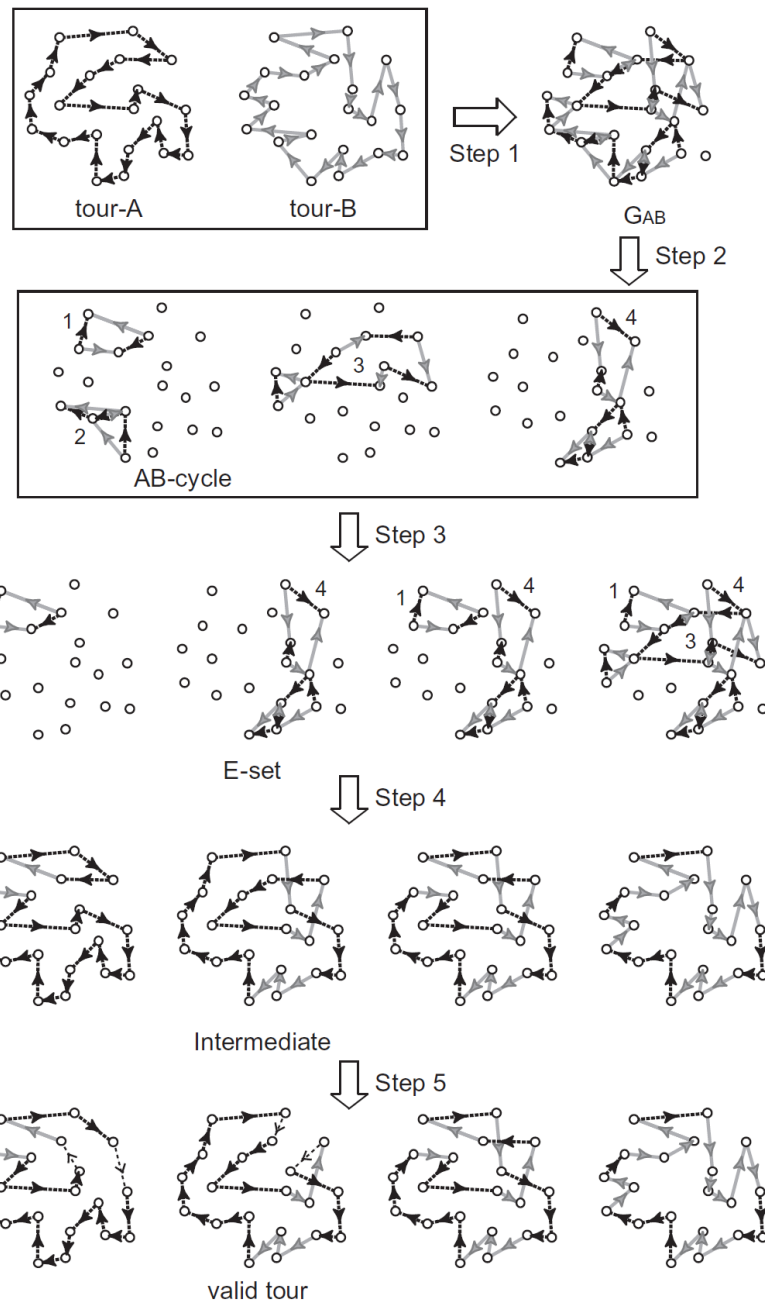 tour-A
tour-B
Step 1
GAB
Step 2
1
2
3
4
AB-cycle
Step 3
4
1
4
1
4
3
E-set
Step 4
Intermediate
Step 5
valid tour